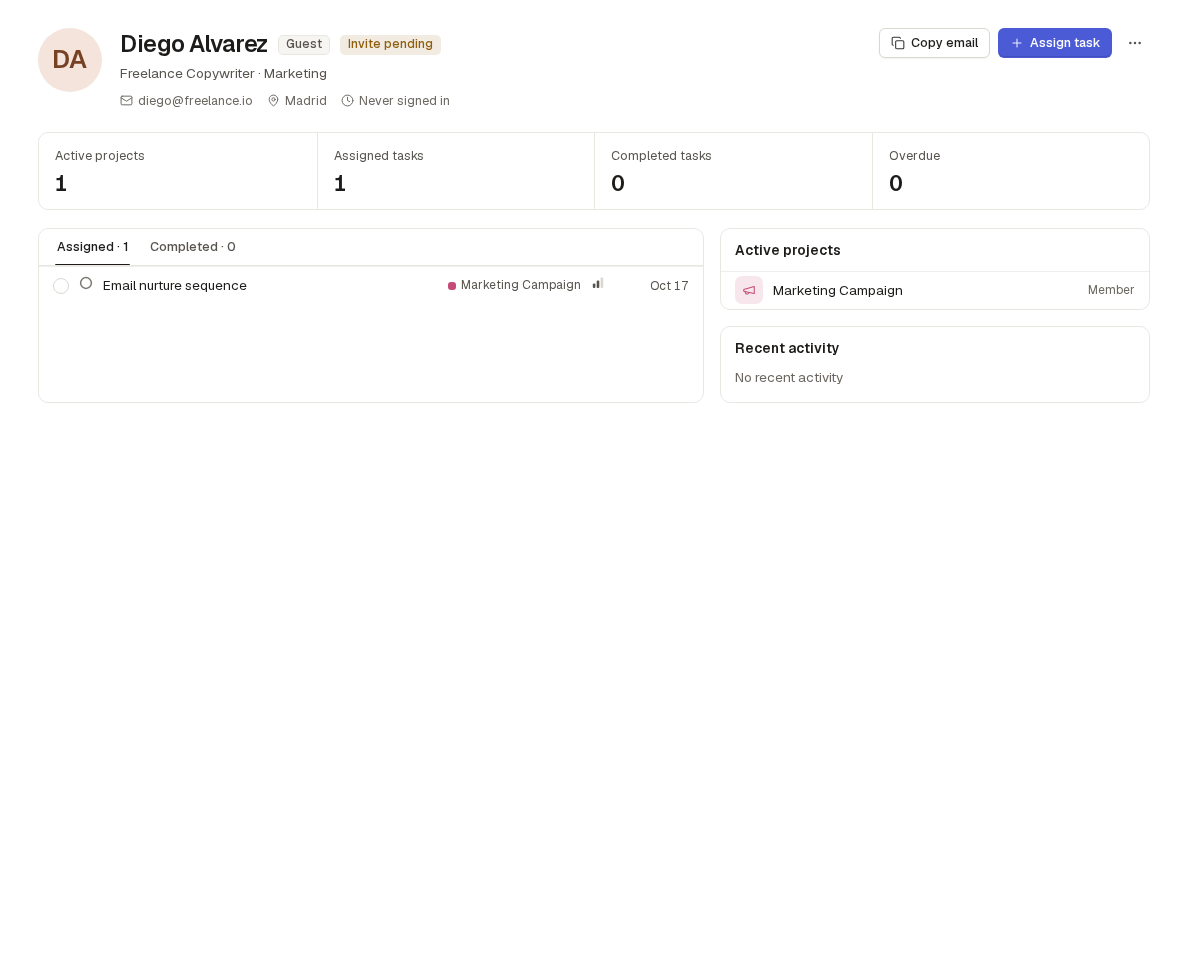 DA
Diego Alvarez Guest Invite pending
Freelance Copywriter · Marketing
diego@freelance.io Madrid Never signed in
Copy email
Assign task
Active projects
1
Assigned tasks
1
Completed tasks
0
Overdue
0
Assigned · 1 Completed · 0
Email nurture sequence Marketing Campaign Oct 17
Active projects
Marketing Campaign Member
Recent activity
No recent activity